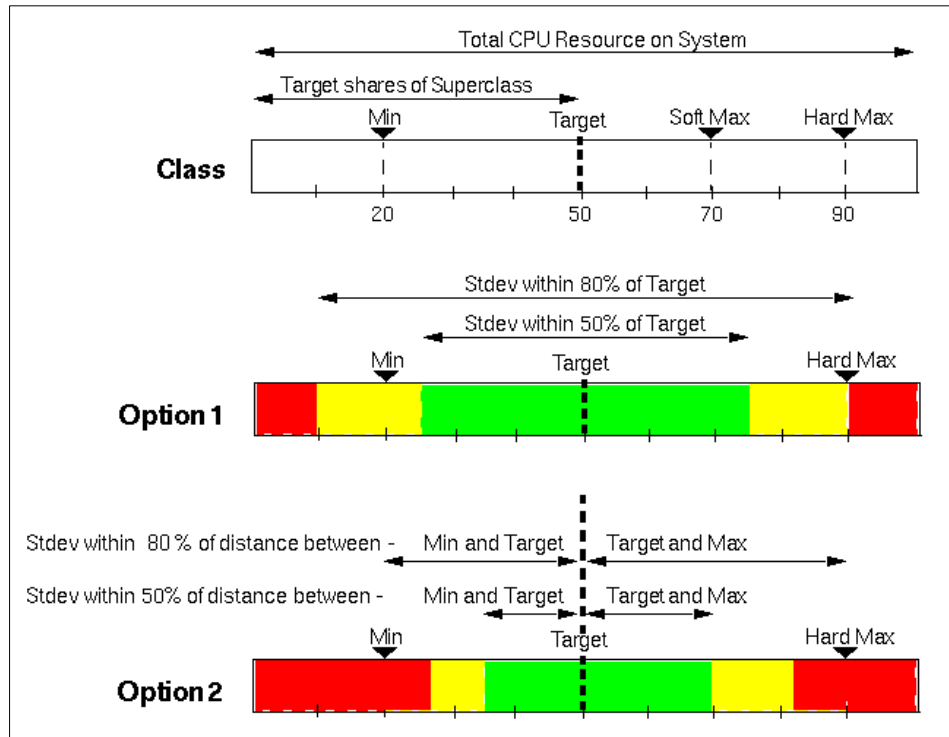 Total CPU Resource on System
Target shares of Superclass
Min Target Soft Max Hard Max
Class
20 50 70 90
Stdev within 80% of Target
Stdev within 50% of Target
Min Target Hard Max
Option 1
Stdev within 80 % of distance between - Min and Target Target and Max
Stdev within 50% of distance between - Min and Target Target and Max
Min Target Hard Max
Option 2